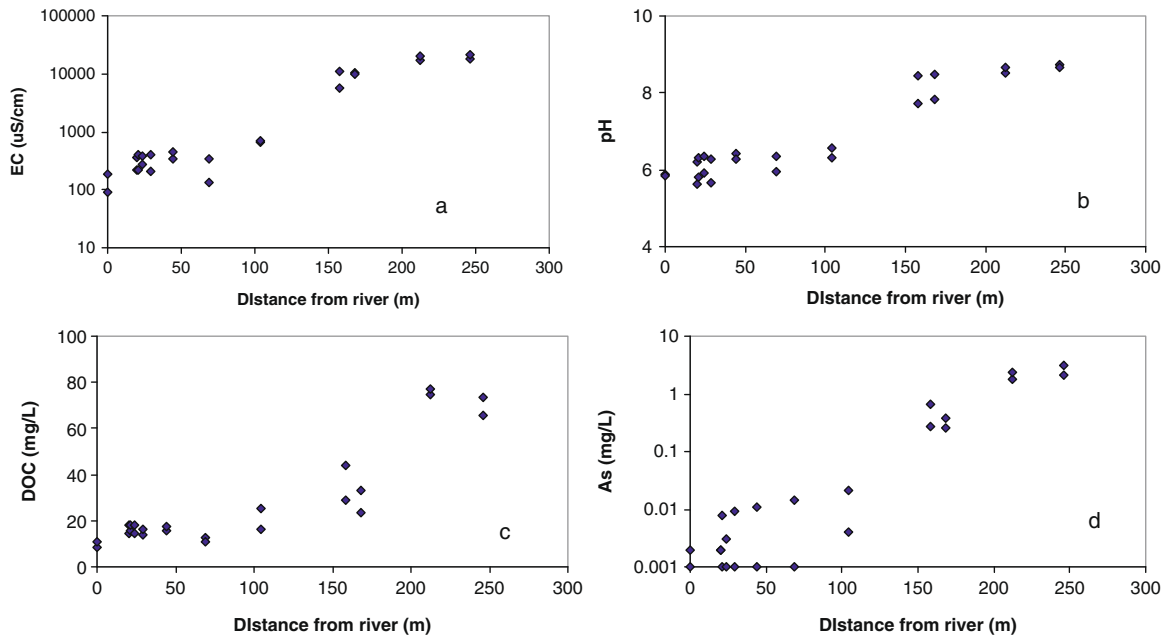 100000
10000
1000
100
10
EC (uS/cm)
a
0 50 100 150 200 250 300
DIstance from river (m)
10
8
6
4
pH
b
0 50 100 150 200 250 300
DIstance from river (m)
100
80
60
40
20
0
DOC (mg/L)
c
0 50 100 150 200 250 300
DIstance from river (m)
10
1
0.1
0.01
0.001
As (mg/L)
d
0 50 100 150 200 250 300
DIstance from river (m)